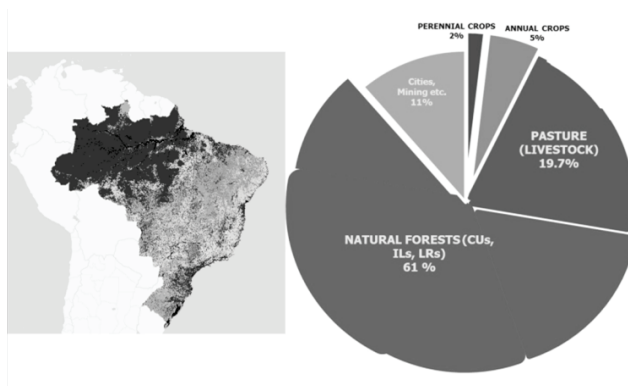 PERENNIAL CROPS
2%
ANNUAL CROPS
5%
Cities,
Mining etc.
11%
PASTURE
(LIVESTOCK)
19.7%
NATURAL FORESTS (CUs,
ILs, LRs)
61 %